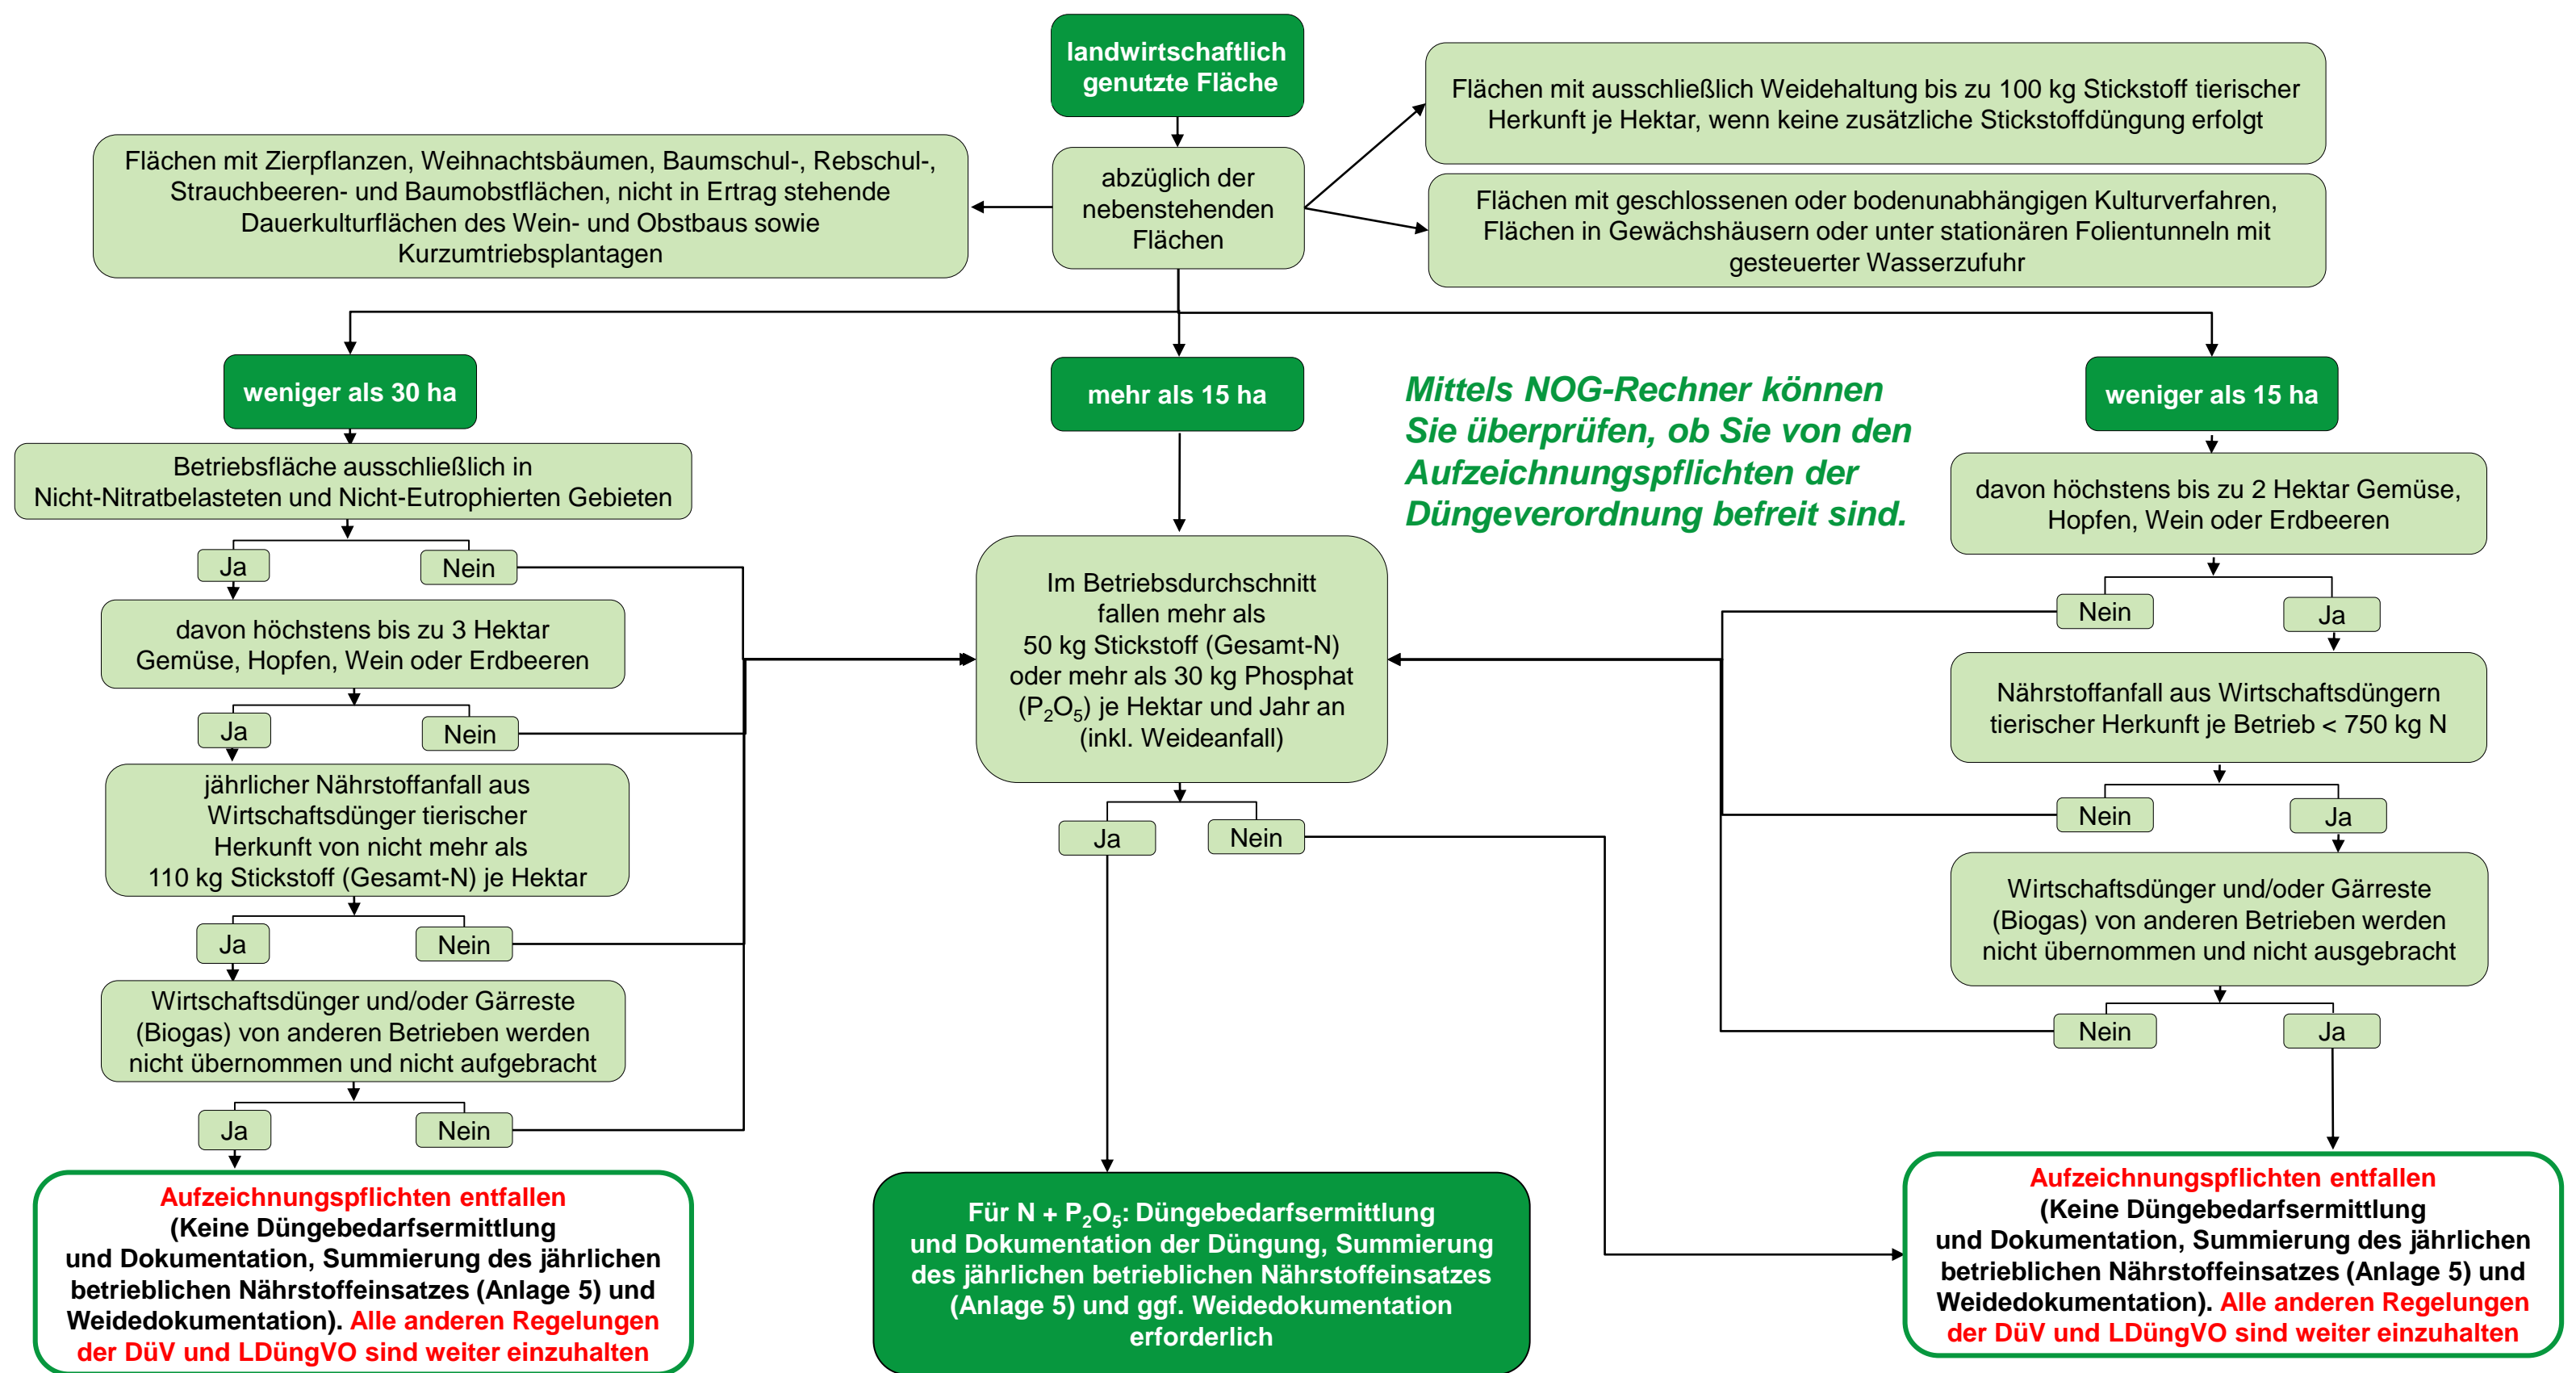 landwirtschaftlich
genutzte Fläche
Flächen mit ausschließlich Weidehaltung bis zu 100 kg Stickstoff tierischer
Herkunft je Hektar, wenn keine zusätzliche Stickstoffdüngung erfolgt
Flächen mit Zierpflanzen, Weihnachtsbäumen, Baumschul-, Rebschul-,
Strauchbeeren- und Baumobstflächen, nicht in Ertrag stehende
Dauerkulturflächen des Wein- und Obstbaus sowie
Kurzumtriebsplantagen
abzüglich der
nebenstehenden
Flächen
Flächen mit geschlossenen oder bodenunabhängigen Kulturverfahren,
Flächen in Gewächshäusern oder unter stationären Folientunneln mit
gesteuerter Wasserzufuhr
weniger als 30 ha
Betriebsfläche ausschließlich in
Nicht-Nitratbelasteten und Nicht-Eutrophierten Gebieten
Ja
Nein
davon höchstens bis zu 3 Hektar
Gemüse, Hopfen, Wein oder Erdbeeren
Ja
Nein
jährlicher Nährstoffanfall aus
Wirtschaftsdünger tierischer
Herkunft von nicht mehr als
110 kg Stickstoff (Gesamt-N) je Hektar
Ja
Nein
Wirtschaftsdünger und/oder Gärreste
(Biogas) von anderen Betrieben werden
nicht übernommen und nicht aufgebracht
Ja
Nein
Aufzeichnungspflichten entfallen
(Keine Düngebedarfsermittlung
und Dokumentation, Summierung des jährlichen
betrieblichen Nährstoffeinsatzes (Anlage 5) und
Weidedokumentation). Alle anderen Regelungen
der DüV und LDüngVO sind weiter einzuhalten
mehr als 15 ha
Im Betriebsdurchschnitt
fallen mehr als
50 kg Stickstoff (Gesamt-N)
oder mehr als 30 kg Phosphat
(P₂O₅) je Hektar und Jahr an
(inkl. Weideanfall)
Ja
Nein
Für N + P₂O₅: Düngebedarfsermittlung
und Dokumentation der Düngung, Summierung
des jährlichen betrieblichen Nährstoffeinsatzes
(Anlage 5) und ggf. Weidedokumentation
erforderlich
Mittels NOG-Rechner können
Sie überprüfen, ob Sie von den
Aufzeichnungspflichten der
Düngeverordnung befreit sind.
weniger als 15 ha
davon höchstens bis zu 2 Hektar Gemüse,
Hopfen, Wein oder Erdbeeren
Nein
Ja
Nährstoffanfall aus Wirtschaftsdüngern
tierischer Herkunft je Betrieb < 750 kg N
Nein
Ja
Wirtschaftsdünger und/oder Gärreste
(Biogas) von anderen Betrieben werden
nicht übernommen und nicht ausgebracht
Nein
Ja
Aufzeichnungspflichten entfallen
(Keine Düngebedarfsermittlung
und Dokumentation, Summierung des jährlichen
betrieblichen Nährstoffeinsatzes (Anlage 5) und
Weidedokumentation). Alle anderen Regelungen
der DüV und LDüngVO sind weiter einzuhalten